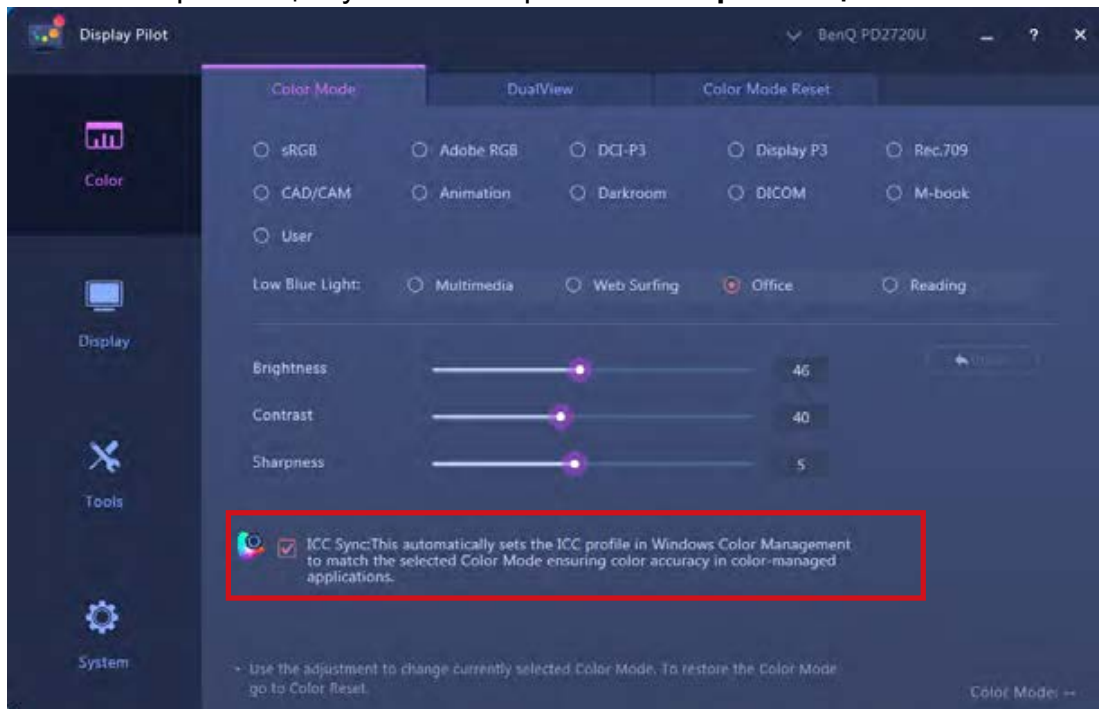 Display Pilot
BenQ PD2720U
?
Color Mode DualView Color Mode Reset
Color
sRGB Adobe RGB DCI-P3 Display P3 Rec.709
CAD/CAM Animation Darkroom DICOM M-book
User
Low Blue Light: Multimedia Web Surfing Office Reading
Display
Brightness 46
Contrast 40
Sharpness 5
Tools
ICC Sync:This automatically sets the ICC profile in Windows Color Management
to match the selected Color Mode ensuring color accuracy in color-managed
applications.
System
Use the adjustment to change currently selected Color Mode. To restore the Color Mode
go to Color Reset.
Color Mode: --